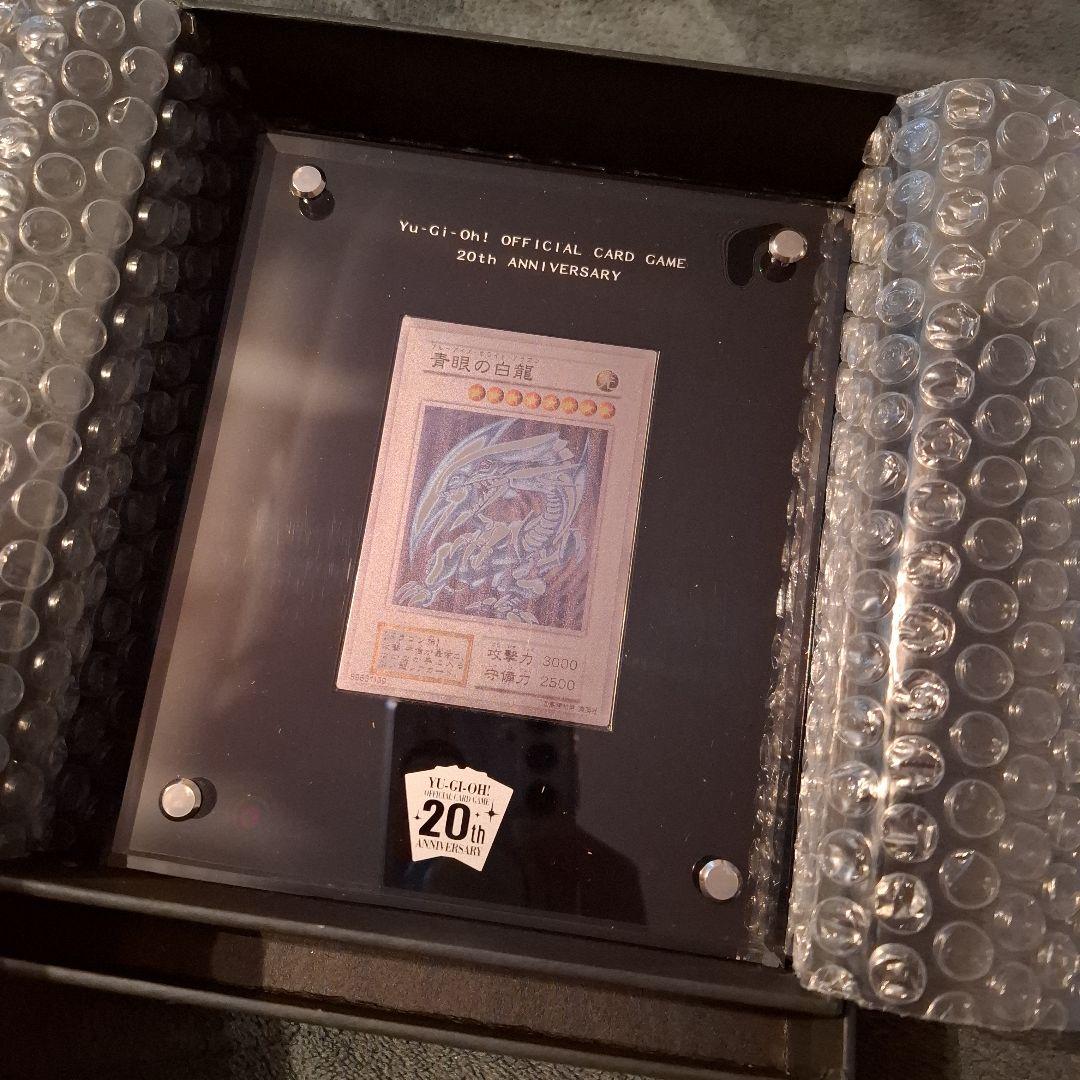 Yu-Gi-Oh! OFFICIAL CARD GAME
20th ANNIVERSARY
青眼の白龍
攻撃力 3000
守備力 2500
YU-GI-OH!
OFFICIAL CARD GAME
20th
ANNIVERSARY